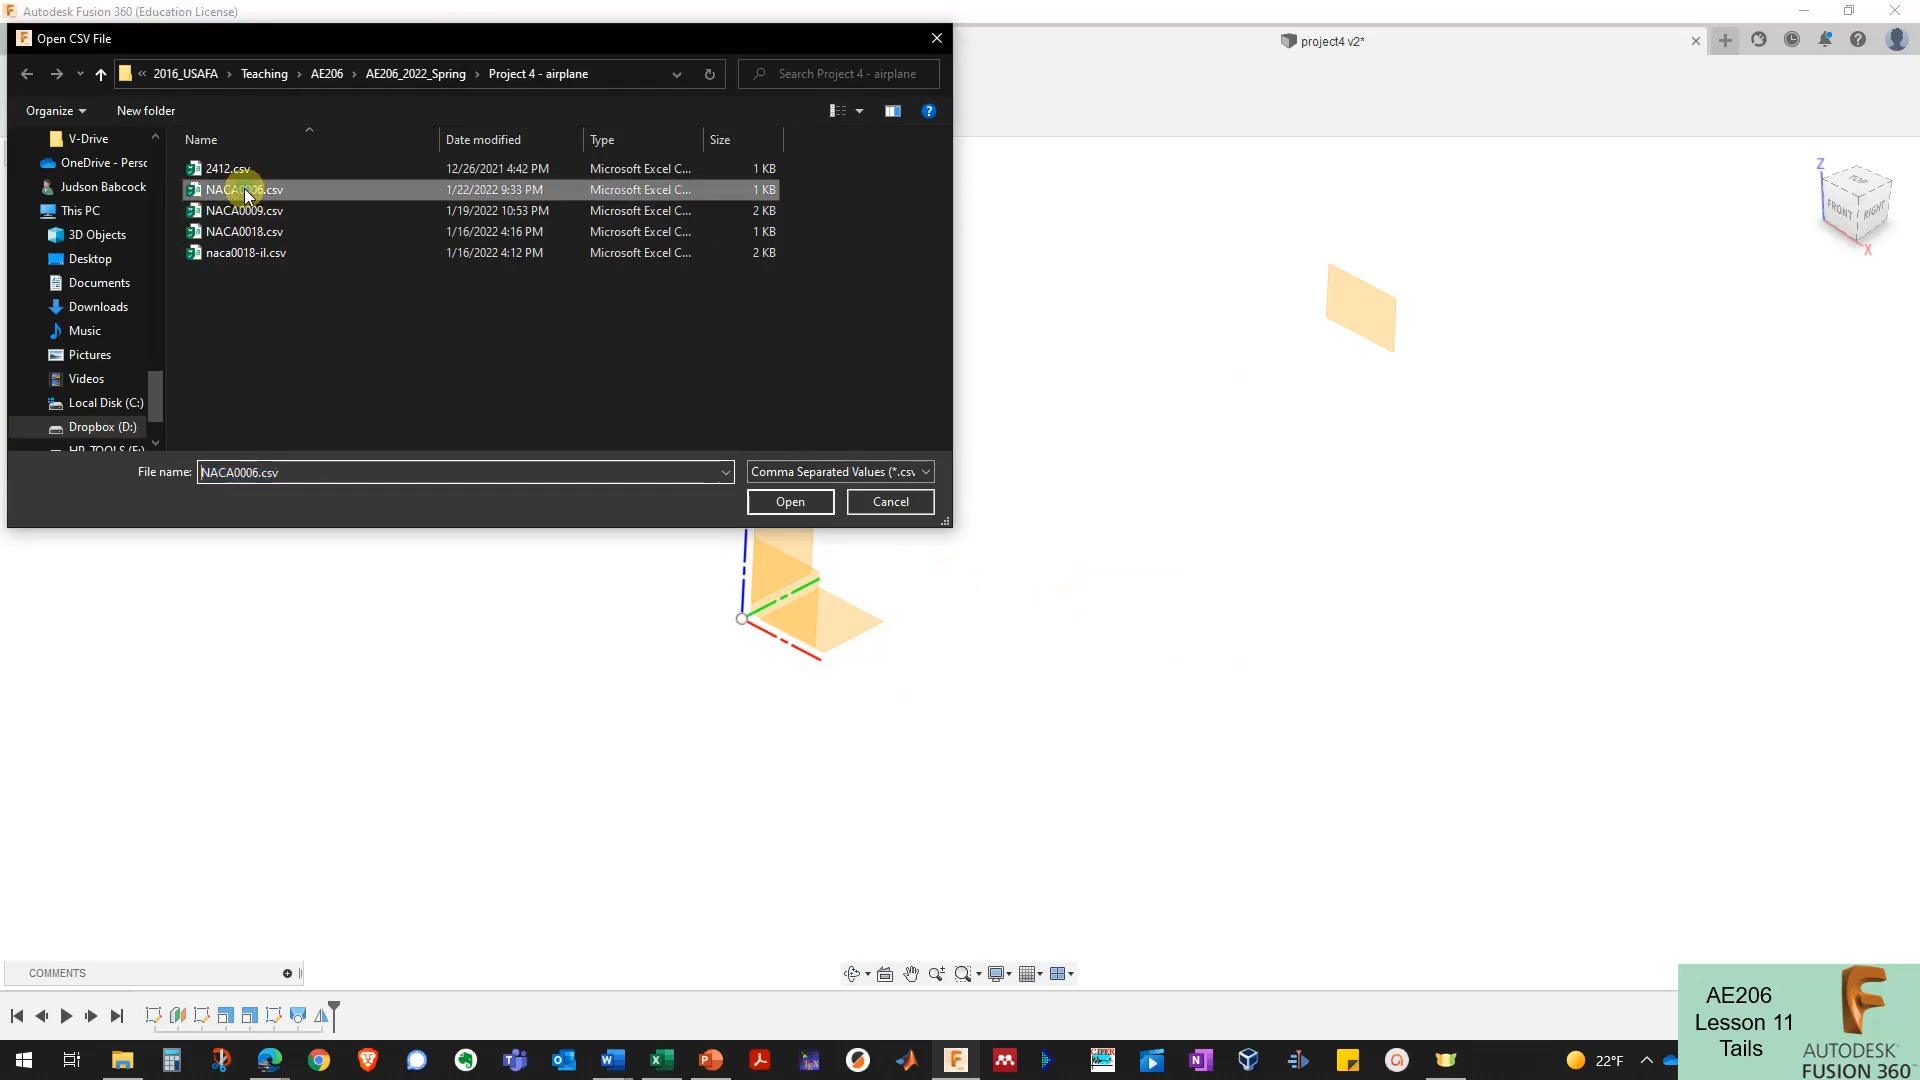 Autodesk Fusion 360 (Education License)
Open CSV File
project4 v2*
« 2016_USAFA > Teaching > AE206 > AE206_2022_Spring > Project 4 - airplane
Search Project 4 - airplane
Organize
New folder
Name
Date modified
Type
Size
V-Drive
OneDrive - Persc
Judson Babcock
This PC
3D Objects
Desktop
Documents
Downloads
Music
Pictures
Videos
Local Disk (C:)
Dropbox (D:)
2412.csv 12/26/2021 4:42 PM Microsoft Excel C... 1 KB
NACA0006.csv 1/22/2022 9:33 PM Microsoft Excel C... 1 KB
NACA0009.csv 1/19/2022 10:53 PM Microsoft Excel C... 2 KB
NACA0018.csv 1/16/2022 4:16 PM Microsoft Excel C... 1 KB
naca0018-il.csv 1/16/2022 4:12 PM Microsoft Excel C... 2 KB
File name: NACA0006.csv
Comma Separated Values (*.csv
Open
Cancel
Z
TOP
FRONT
RIGHT
X
COMMENTS
AE206
Lesson 11
Tails
AUTODESK
FUSION 360
22°F